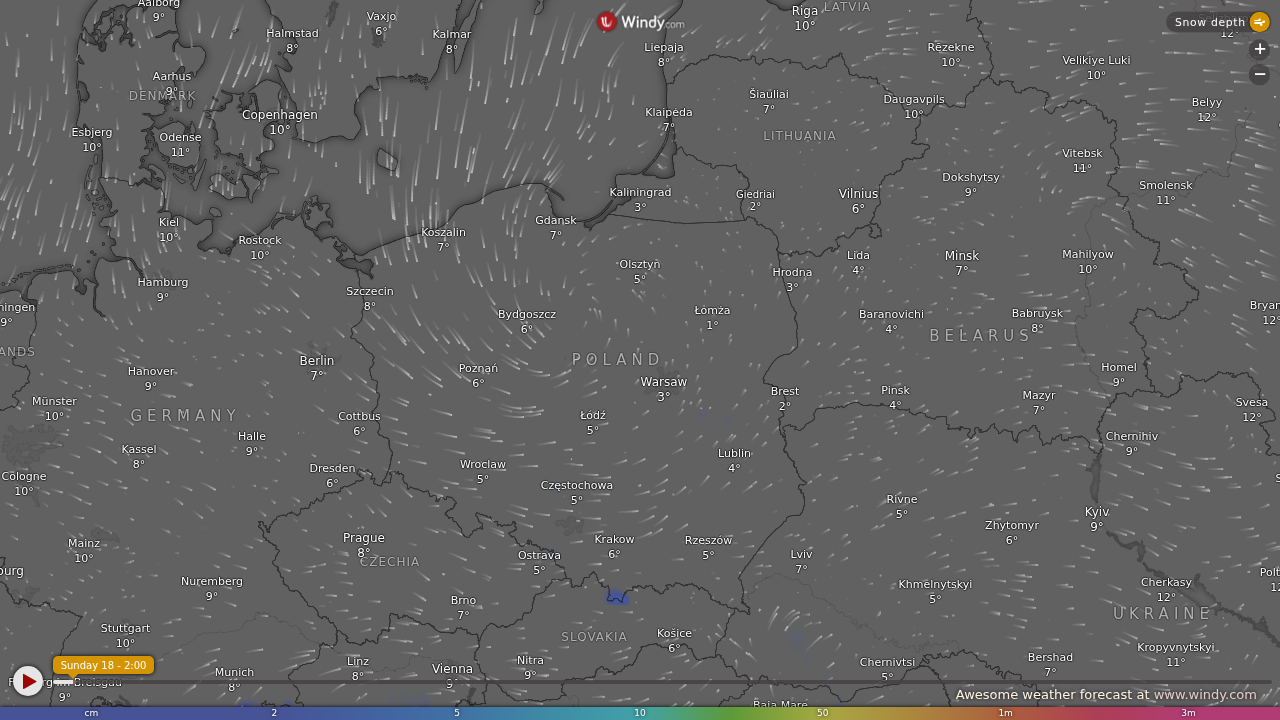 Aalborg
9°
Vaxjo
6°
Halmstad
8°
Kalmar
8°
Windy.com
Riga
10°
LATVIA
Snow depth
12°
+
−
Liepaja
8°
Rēzekne
10°
Velikiye Luki
10°
Aarhus
9°
DENMARK
Copenhagen
10°
Esbjerg
10°
Odense
11°
Klaipėda
7°
Šiauliai
7°
LITHUANIA
Daugavpils
10°
Belyy
12°
Vitebsk
11°
Dokshytsy
9°
Smolensk
11°
Kaliningrad
3°
Giedriai
2°
Vilnius
6°
Kiel
10°
Rostock
10°
Koszalin
7°
Gdansk
7°
Olsztyn
5°
Hrodna
3°
Lida
4°
Minsk
7°
Mahilyow
10°
Hamburg
9°
Szczecin
8°
Bydgoszcz
6°
Łomża
1°
Baranovichi
4°
Babruysk
8°
BELARUS
POLAND
Hanover
9°
Berlin
7°
Poznań
6°
Warsaw
3°
Brest
2°
Pinsk
4°
Mazyr
7°
Homel
9°
Münster
10°
GERMANY
Cottbus
6°
Łódź
5°
Svesa
12°
Kassel
8°
Halle
9°
Chernihiv
9°
Cologne
10°
Dresden
6°
Wroclaw
5°
Lublin
4°
Częstochowa
5°
Rivne
5°
Kyiv
9°
Zhytomyr
6°
Mainz
10°
Prague
8°
CZECHIA
Ostrava
5°
Krakow
6°
Rzeszow
5°
Lviv
7°
Nuremberg
9°
Khmelnytskyi
5°
Cherkasy
12°
Brno
7°
UKRAINE
Stuttgart
10°
SLOVAKIA
Košice
6°
Kropyvnytskyi
11°
Sunday 18 - 2:00
Munich
8°
Linz
8°
Vienna
9°
Nitra
9°
Chernivtsi
5°
Bershad
7°
9°
Baia Mare
Awesome weather forecast at www.windy.com
cm 2 5 10 50 1m 3m